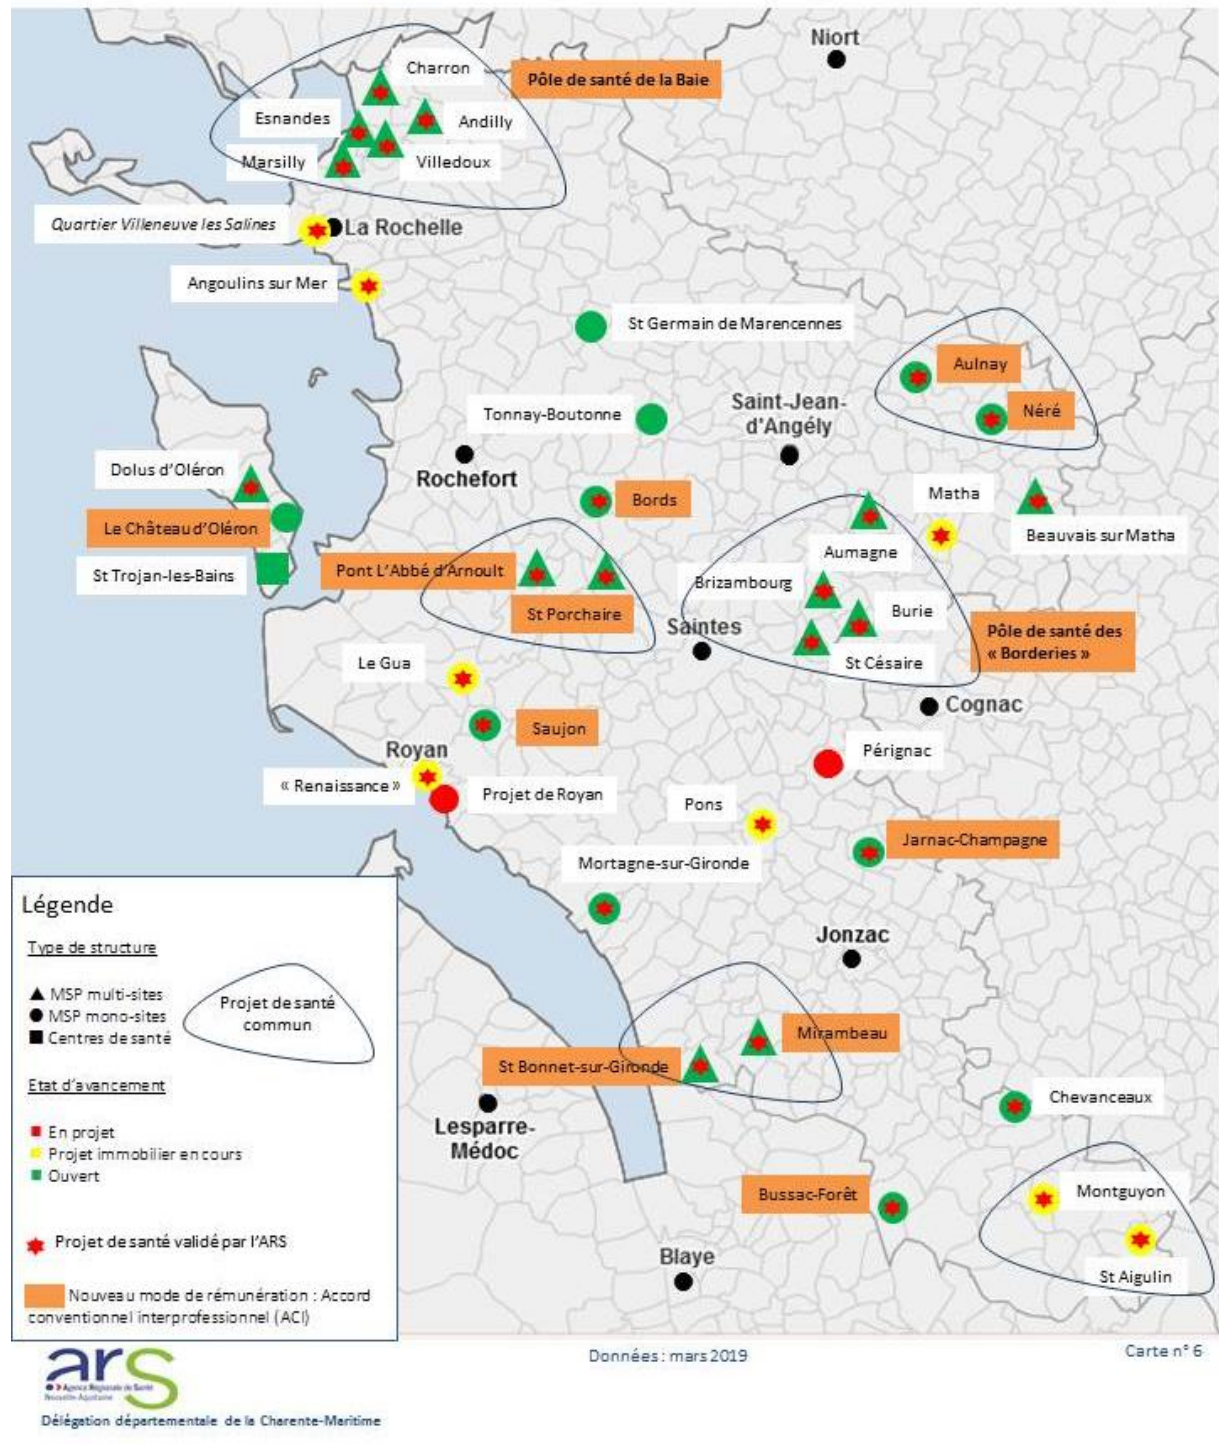 Niort
Charron
Pôle de santé de la Baie
Esnandes
Andilly
Marsilly
Villedoux
Quartier Villeneuve les Salines
La Rochelle
Angoulins sur Mer
St Germain de Marencennes
Aulnay
Néré
Tonnay-Boutonne
Saint-Jean-
d'Angély
Rochefort
Dolus d'Oléron
Le Château d'Oléron
St Trojan-les-Bains
Bords
Matha
Beauvais sur Matha
Aumagne
Pont L'Abbé d'Arnoult
St Porchaire
Brizambourg
Burie
St Césaire
Saintes
Pôle de santé des
« Borderies »
Le Gua
Cognac
Saujon
Royan
« Renaissance »
Projet de Royan
Pérignac
Pons
Jarnac-Champagne
Mortagne-sur-Gironde
Jonzac
Mirambeau
St Bonnet-sur-Gironde
Chevanceaux
Lesparre-
Médoc
Bussac-Forêt
Montguyon
St Aigulin
Blaye
Légende
Type de structure
MSP multi-sites
MSP mono-sites
Centres de santé
Projet de santé
commun
Etat d'avancement
En projet
Projet immobilier en cours
Ouvert
Projet de santé validé par l'ARS
Nouveau mode de rémunération : Accord
conventionnel interprofessionnel (ACI)
ars
Agence Régionale de Santé
Nouvelle-Aquitaine
Délégation départementale de la Charente-Maritime
Données : mars 2019
Carte n° 6